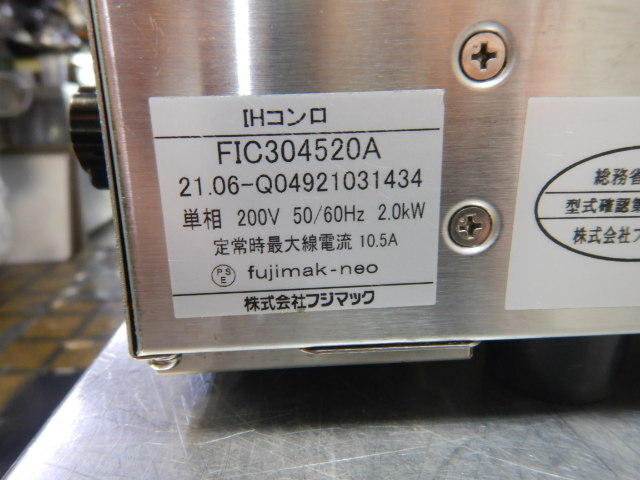 IHコンロ
FIC304520A
21.06-Q04921031434
単相 200V 50/60Hz 2.0kW
定常時最大線電流 10.5A
PSE fujimak-neo
株式会社フジマック
総務省
型式確認第
株式会社フ